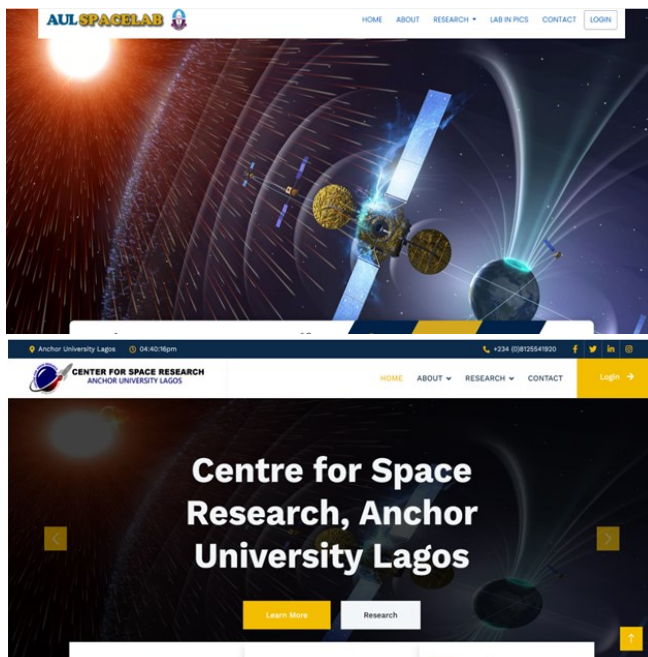 AUL SPACELAB
HOME ABOUT RESEARCH LAB IN PICS CONTACT LOGIN
Anchor University Lagos 04:40:16pm +234 (0)8125541920
CENTER FOR SPACE RESEARCH
ANCHOR UNIVERSITY LAGOS
HOME ABOUT RESEARCH CONTACT Login
Centre for Space
Research, Anchor
University Lagos
Learn More Research